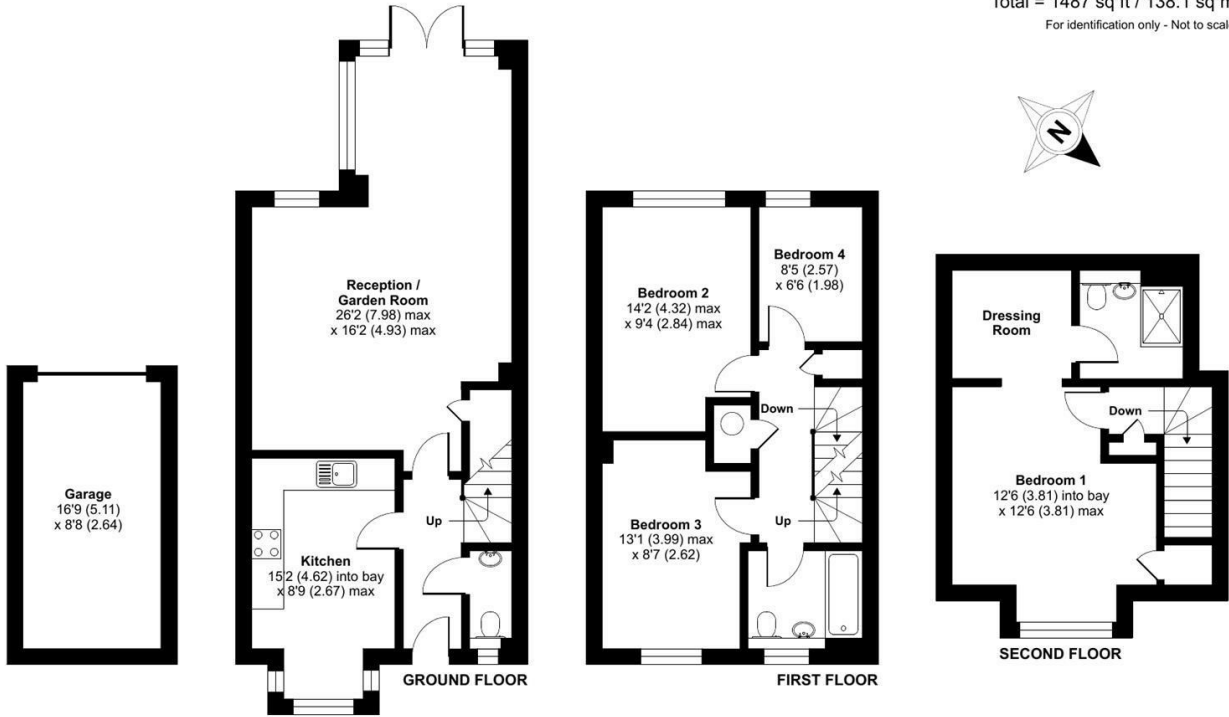 Total = 1487 sq ft / 138.1 sq m
For identification only - Not to scale
N
Reception /
Garden Room
26'2 (7.98) max
x 16'2 (4.93) max
Garage
16'9 (5.11)
x 8'8 (2.64)
Kitchen
15'2 (4.62) into bay
x 8'9 (2.67) max
Up
GROUND FLOOR
Bedroom 2
14'2 (4.32) max
x 9'4 (2.84) max
Bedroom 4
8'5 (2.57)
x 6'6 (1.98)
Down
Bedroom 3
13'1 (3.99) max
x 8'7 (2.62)
Up
FIRST FLOOR
Dressing
Room
Down
Bedroom 1
12'6 (3.81) into bay
x 12'6 (3.81) max
SECOND FLOOR